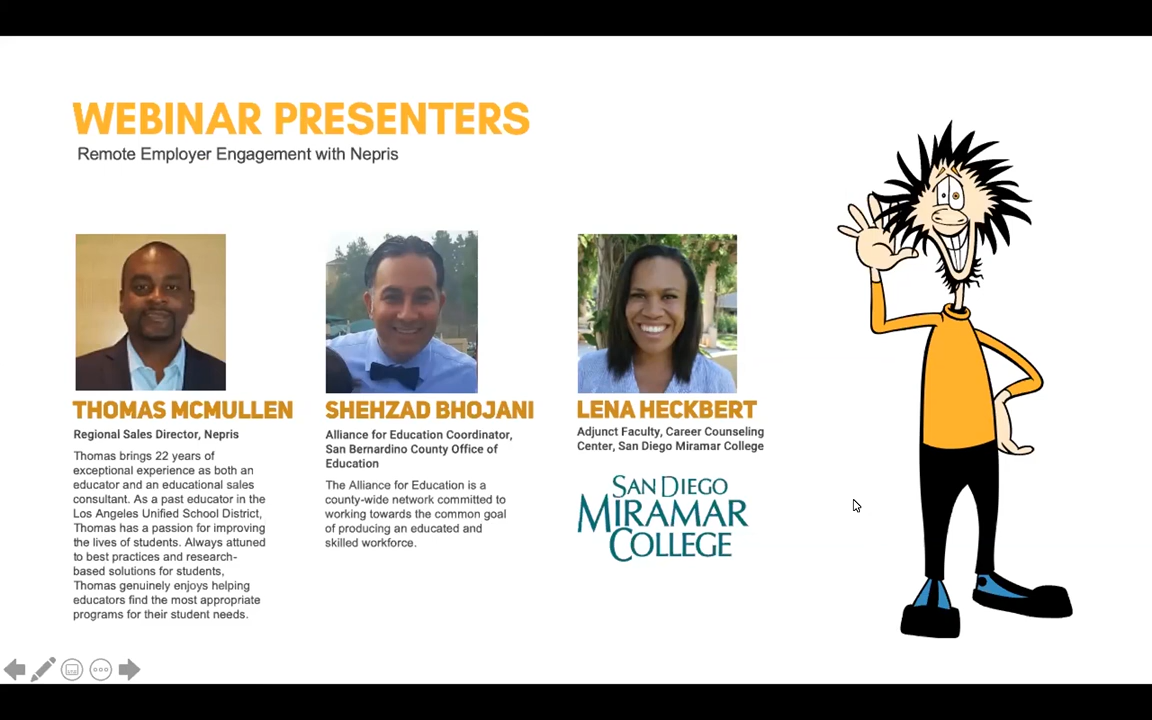 WEBINAR PRESENTERS
Remote Employer Engagement with Nepris
THOMAS MCMULLEN
Regional Sales Director, Nepris
Thomas brings 22 years of
exceptional experience as both an
educator and an educational sales
consultant. As a past educator in the
Los Angeles Unified School District,
Thomas has a passion for improving
the lives of students. Always attuned
to best practices and research-
based solutions for students,
Thomas genuinely enjoys helping
educators find the most appropriate
programs for their student needs.
SHEHZAD BHOJANI
Alliance for Education Coordinator,
San Bernardino County Office of
Education
The Alliance for Education is a
county-wide network committed to
working towards the common goal
of producing an educated and
skilled workforce.
LENA HECKBERT
Adjunct Faculty, Career Counseling
Center, San Diego Miramar College
SAN DIEGO
MIRAMAR
COLLEGE